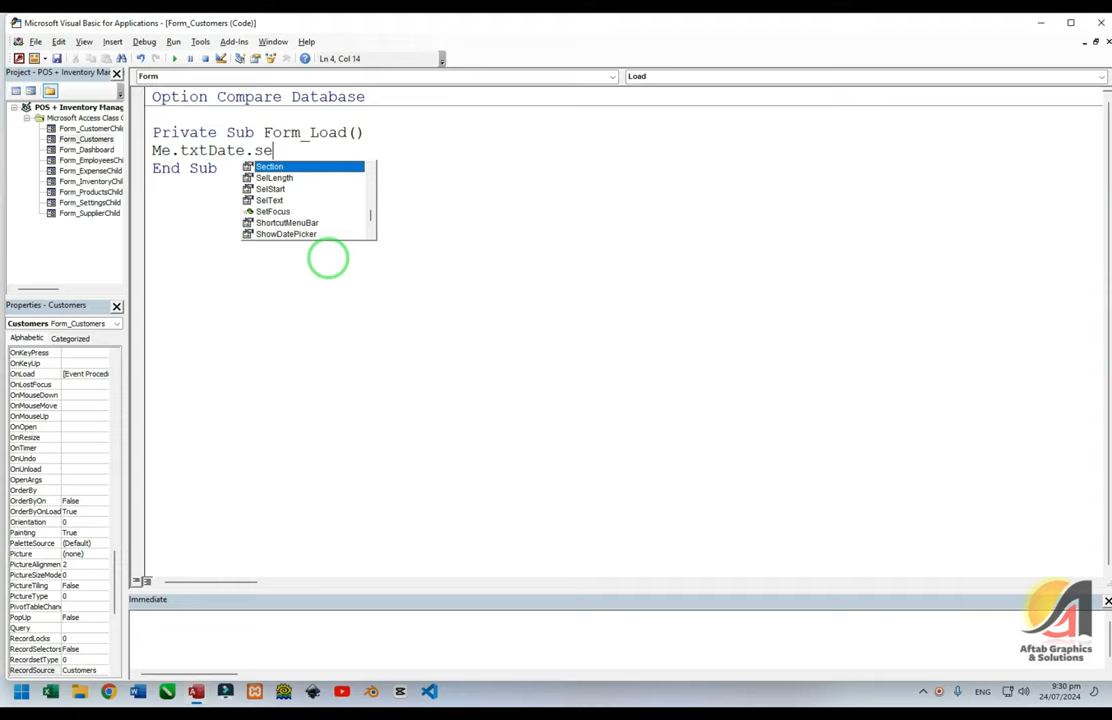 Microsoft Visual Basic for Applications - [Form_Customers (Code)]
File Edit View Insert Debug Run Tools Add-Ins Window Help
Ln 4, Col 14
Project - POS + Inventory Mar
Form
Load
POS + Inventory Manag
Microsoft Access Class C
Form_CustomerChil
Form_Customers
Form_Dashboard
Form_EmployeesChi
Form_ExpenseChild
Form_InventoryChil
Form_ProductsChil
Form_SettingsChild
Form_SupplierChild
Option Compare Database
Private Sub Form_Load()
Me.txtDate.se
End Sub
Section
SelLength
SelStart
SelText
SetFocus
ShortcutMenuBar
ShowDatePicker
Properties - Customers
Customers Form_Customers
Alphabetic Categorized
OnKeyPress
OnKeyUp
OnLoad [Event Procedu
OnLostFocus
OnMouseDown
OnMouseMove
OnMouseUp
OnOpen
OnResize
OnTimer
OnUndo
OnUnload
OpenArgs
OrderBy
OrderByOn False
OrderByOnLoad True
Orientation 0
Painting True
PaletteSource (Default)
Picture (none)
PictureAlignmen 2
PictureSizeMode 0
PictureTiling False
PictureType 0
PivotTableChan
PopUp False
Query
RecordLocks 0
RecordSelectors False
RecordsetType 0
RecordSource Customers
Immediate
Aftab Graphics
& Solutions
ENG
9:30 pm
24/07/2024